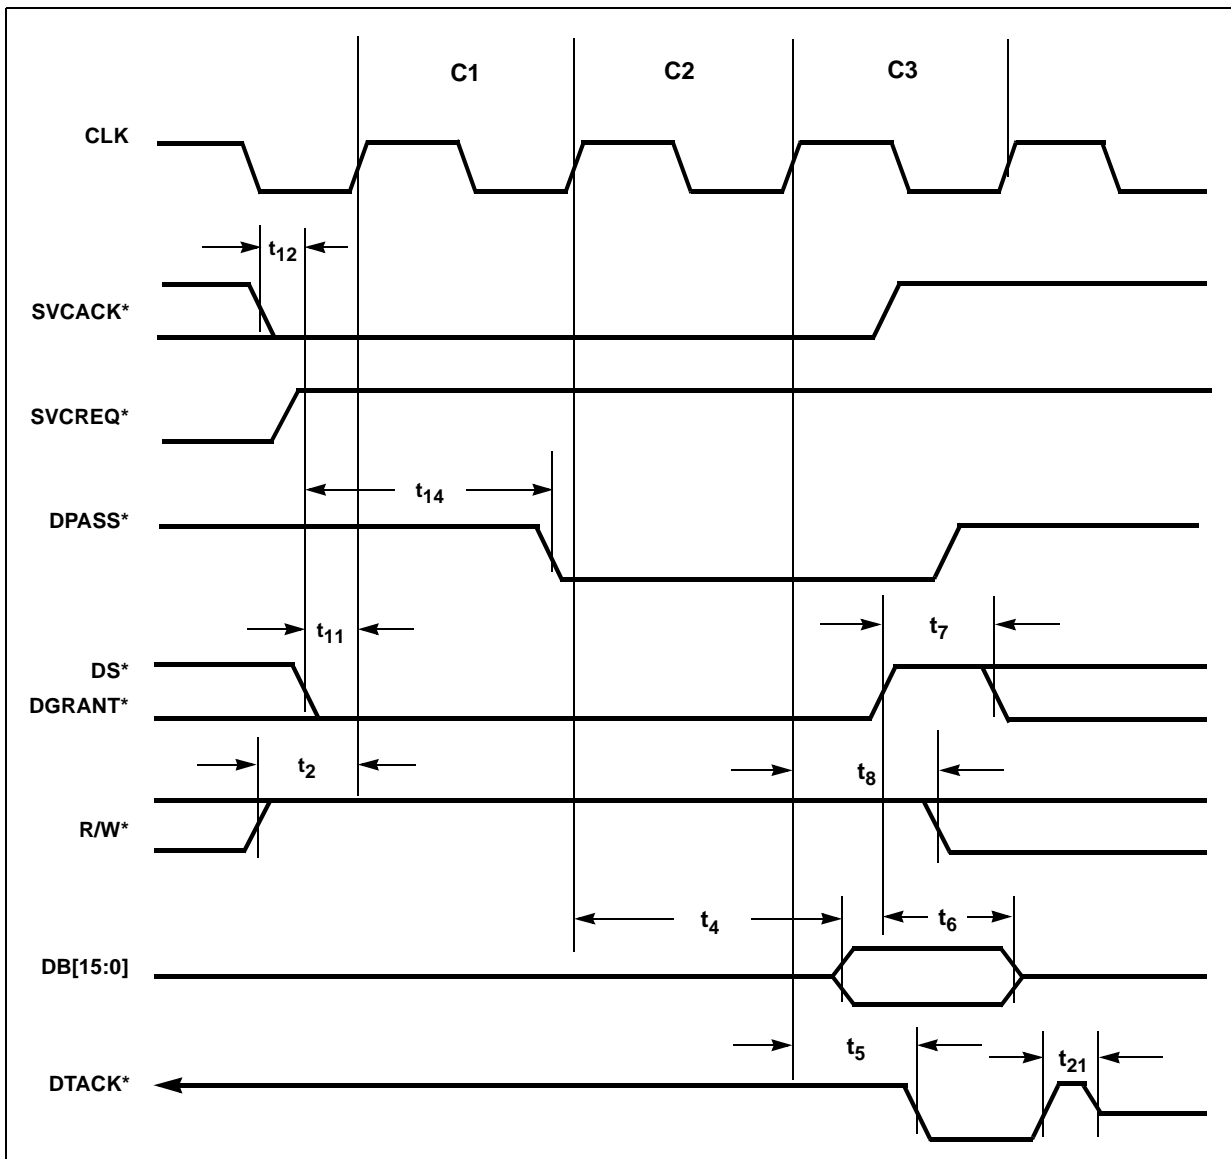 C1 C2 C3
CLK
t12
SVCACK*
SVCREQ*
t14
DPASS*
t11 t7
DS*
DGRANT*
t2 t8
R/W*
t4 t6
DB[15:0]
t5 t21
DTACK*